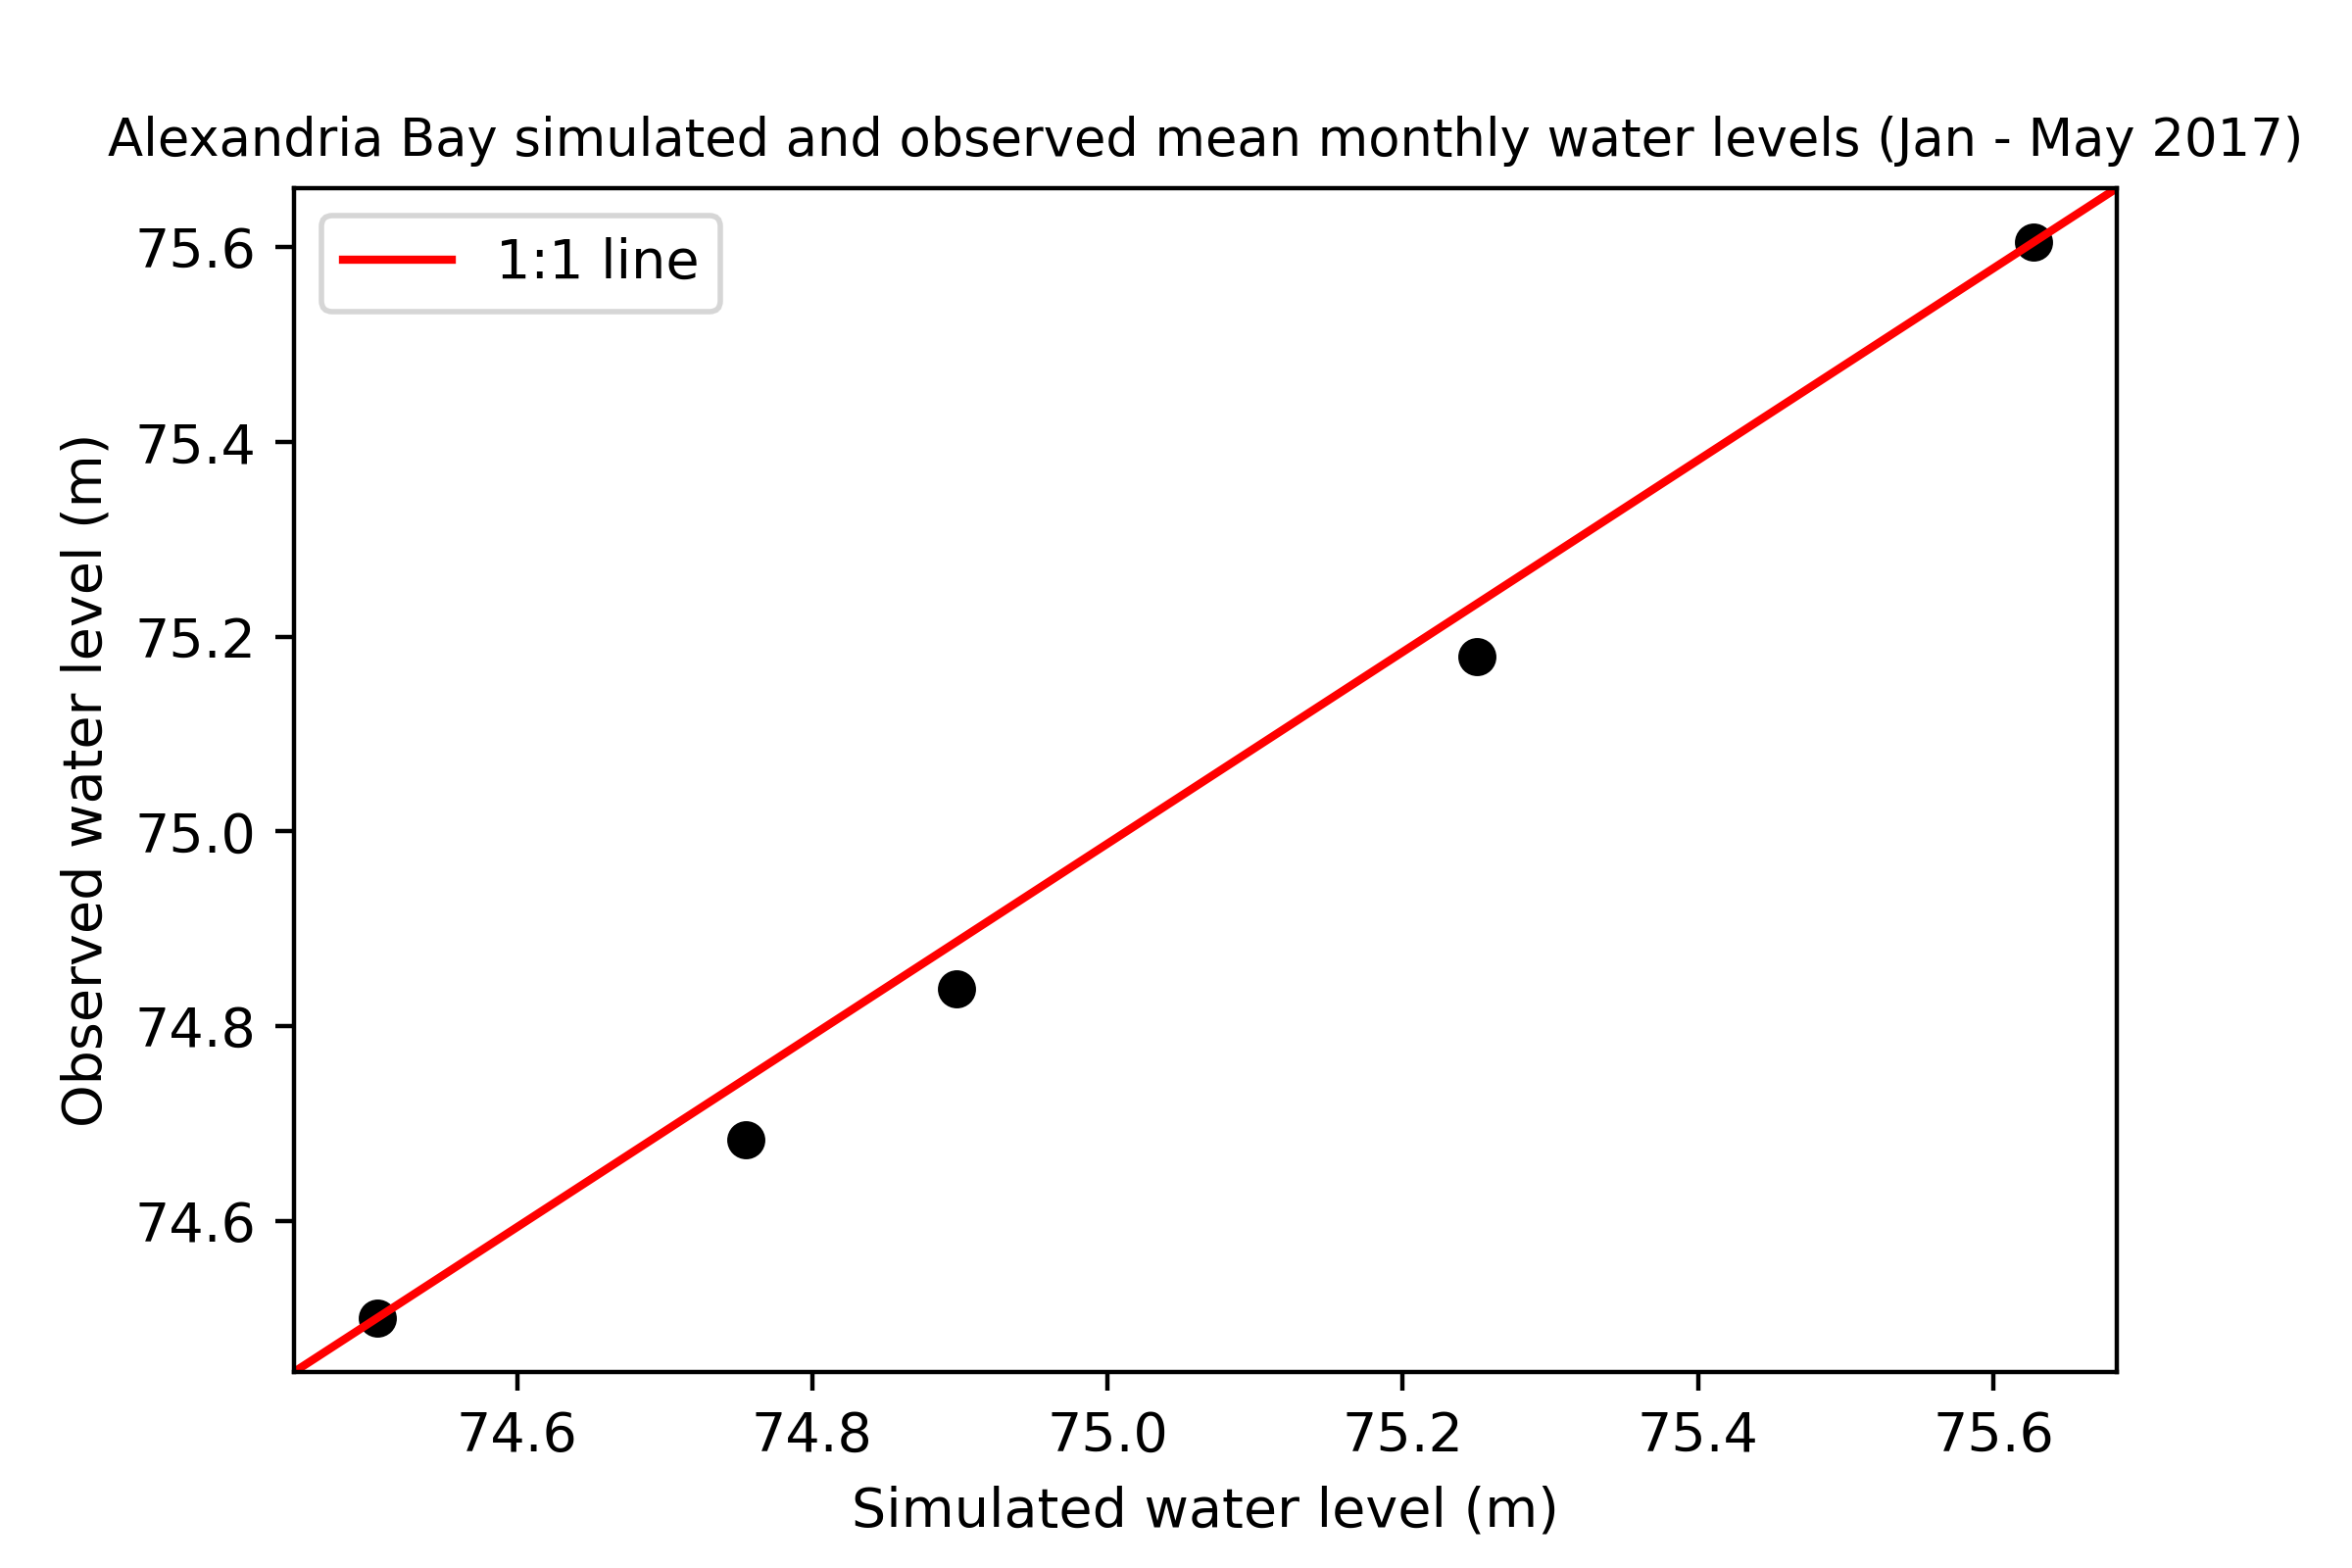 Alexandria Bay simulated and observed mean monthly water levels (Jan - May 2017)
1:1 line
Observed water level (m)
75.6
75.4
75.2
75.0
74.8
74.6
74.6 74.8 75.0 75.2 75.4 75.6
Simulated water level (m)